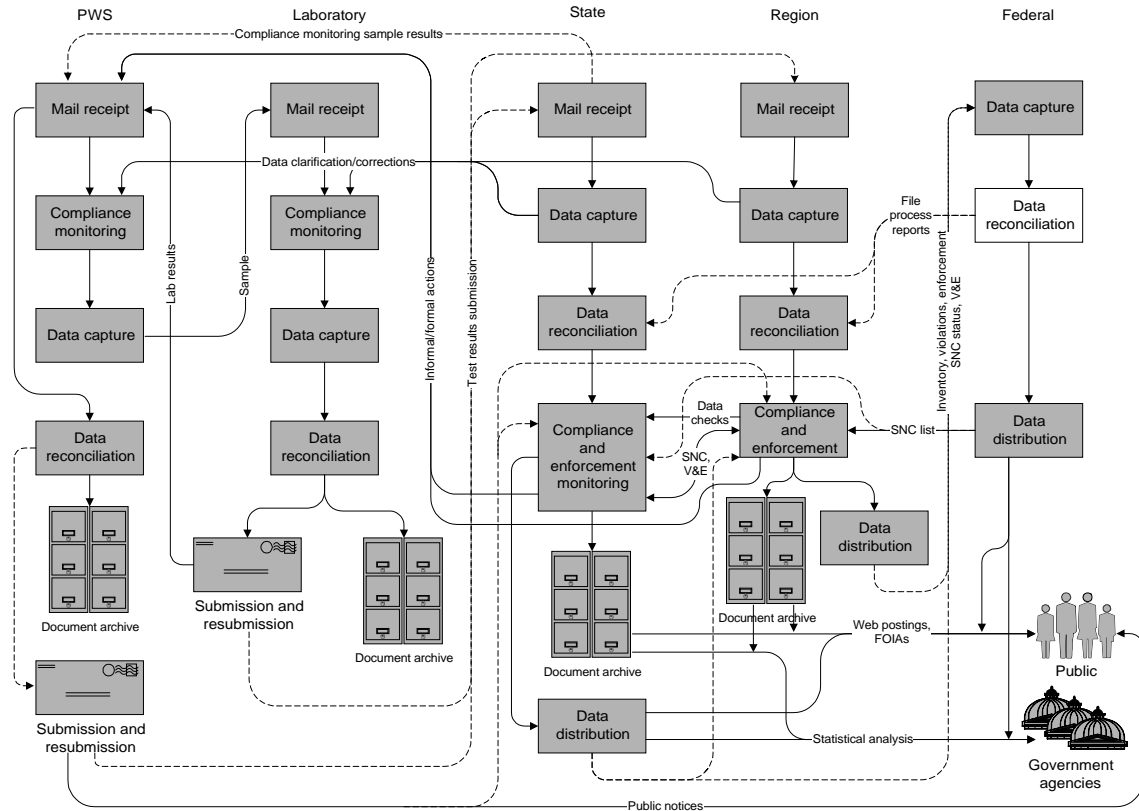 PWS
Laboratory
State
Region
Federal
Compliance monitoring sample results
Mail receipt
Mail receipt
Mail receipt
Mail receipt
Data capture
Data clarification/corrections
Compliance
monitoring
Compliance
monitoring
Data capture
Data capture
File
process
reports
Data
reconciliation
Lab results
Sample
Informal/formal actions
Test results submission
Inventory, violations, enforcement
SNC status, V&E
Data capture
Data capture
Data
reconciliation
Data
reconciliation
Data
reconciliation
Data
reconciliation
Compliance
and
enforcement
monitoring
Data
checks
SNC,
V&E
Compliance
and
enforcement
SNC list
Data
distribution
Data
distribution
Submission and
resubmission
Document archive
Document archive
Document archive
Document archive
Web postings,
FOIAs
Public
Submission and
resubmission
Data
distribution
Statistical analysis
Government
agencies
Public notices